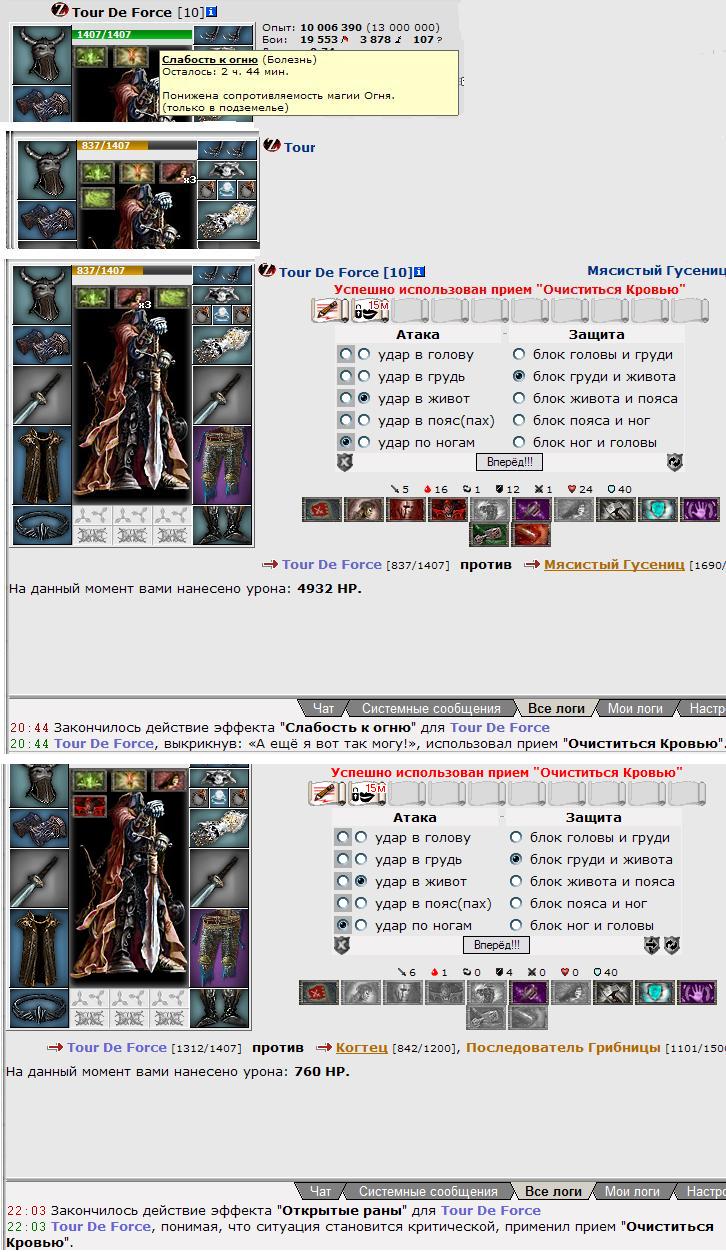 Tour De Force [10]
Опыт: 10 006 390 (13 000 000)
Бои: 19 553 3 878 107 ?
1407/1407
Слабость к огню (Болезнь)
Осталось: 2 ч. 44 мин.
Понижена сопротивляемость магии Огня.
(только в подземелье)
837/1407
Tour
x3
837/1407
Tour De Force [10]
Мясистый Гусениц
Успешно использован прием "Очиститься Кровью"
x3
15М
Атака - Защита
удар в голову блок головы и груди
удар в грудь блок груди и живота
удар в живот блок живота и пояса
удар в пояс(пах) блок пояса и ног
удар по ногам блок ног и головы
Вперёд!!!
5 16 1 12 1 24 40
Tour De Force [837/1407] против Мясистый Гусениц [1690/
На данный момент вами нанесено урона: 4932 HP.
Чат Системные сообщения Все логи Мои логи Настр
20:44 Закончилось действие эффекта "Слабость к огню" для Tour De Force
20:44 Tour De Force, выкрикнув: «А ещё я вот так могу!», использовал прием "Очиститься Кровью".
Успешно использован прием "Очиститься Кровью"
15М
Атака - Защита
удар в голову блок головы и груди
удар в грудь блок груди и живота
удар в живот блок живота и пояса
удар в пояс(пах) блок пояса и ног
удар по ногам блок ног и головы
Вперёд!!!
6 1 0 4 0 0 40
Tour De Force [1312/1407] против Когтец [842/1200], Последователь Грибницы [1101/150
На данный момент вами нанесено урона: 760 HP.
Чат Системные сообщения Все логи Мои логи Настро
22:03 Закончилось действие эффекта "Открытые раны" для Tour De Force
22:03 Tour De Force, понимая, что ситуация становится критической, применил прием "Очиститься
Кровью".